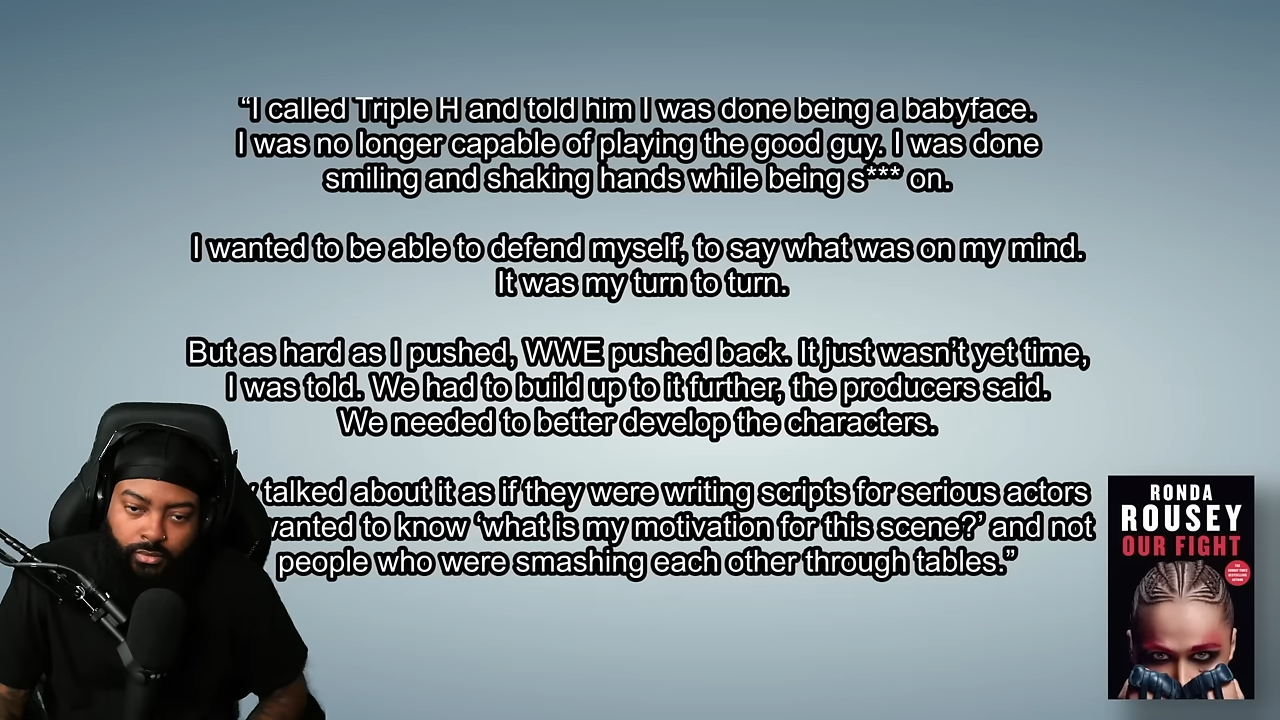 “I called Triple H and told him I was done being a babyface.
I was no longer capable of playing the good guy. I was done
smiling and shaking hands while being s*** on.
I wanted to be able to defend myself, to say what was on my mind.
It was my turn to turn.
But as hard as I pushed, WWE pushed back. It just wasn’t yet time,
I was told. We had to build up to it further, the producers said.
We needed to better develop the characters.
talked about it as if they were writing scripts for serious actors
wanted to know ‘what is my motivation for this scene?’ and not
people who were smashing each other through tables.”
RONDA
ROUSEY
OUR FIGHT